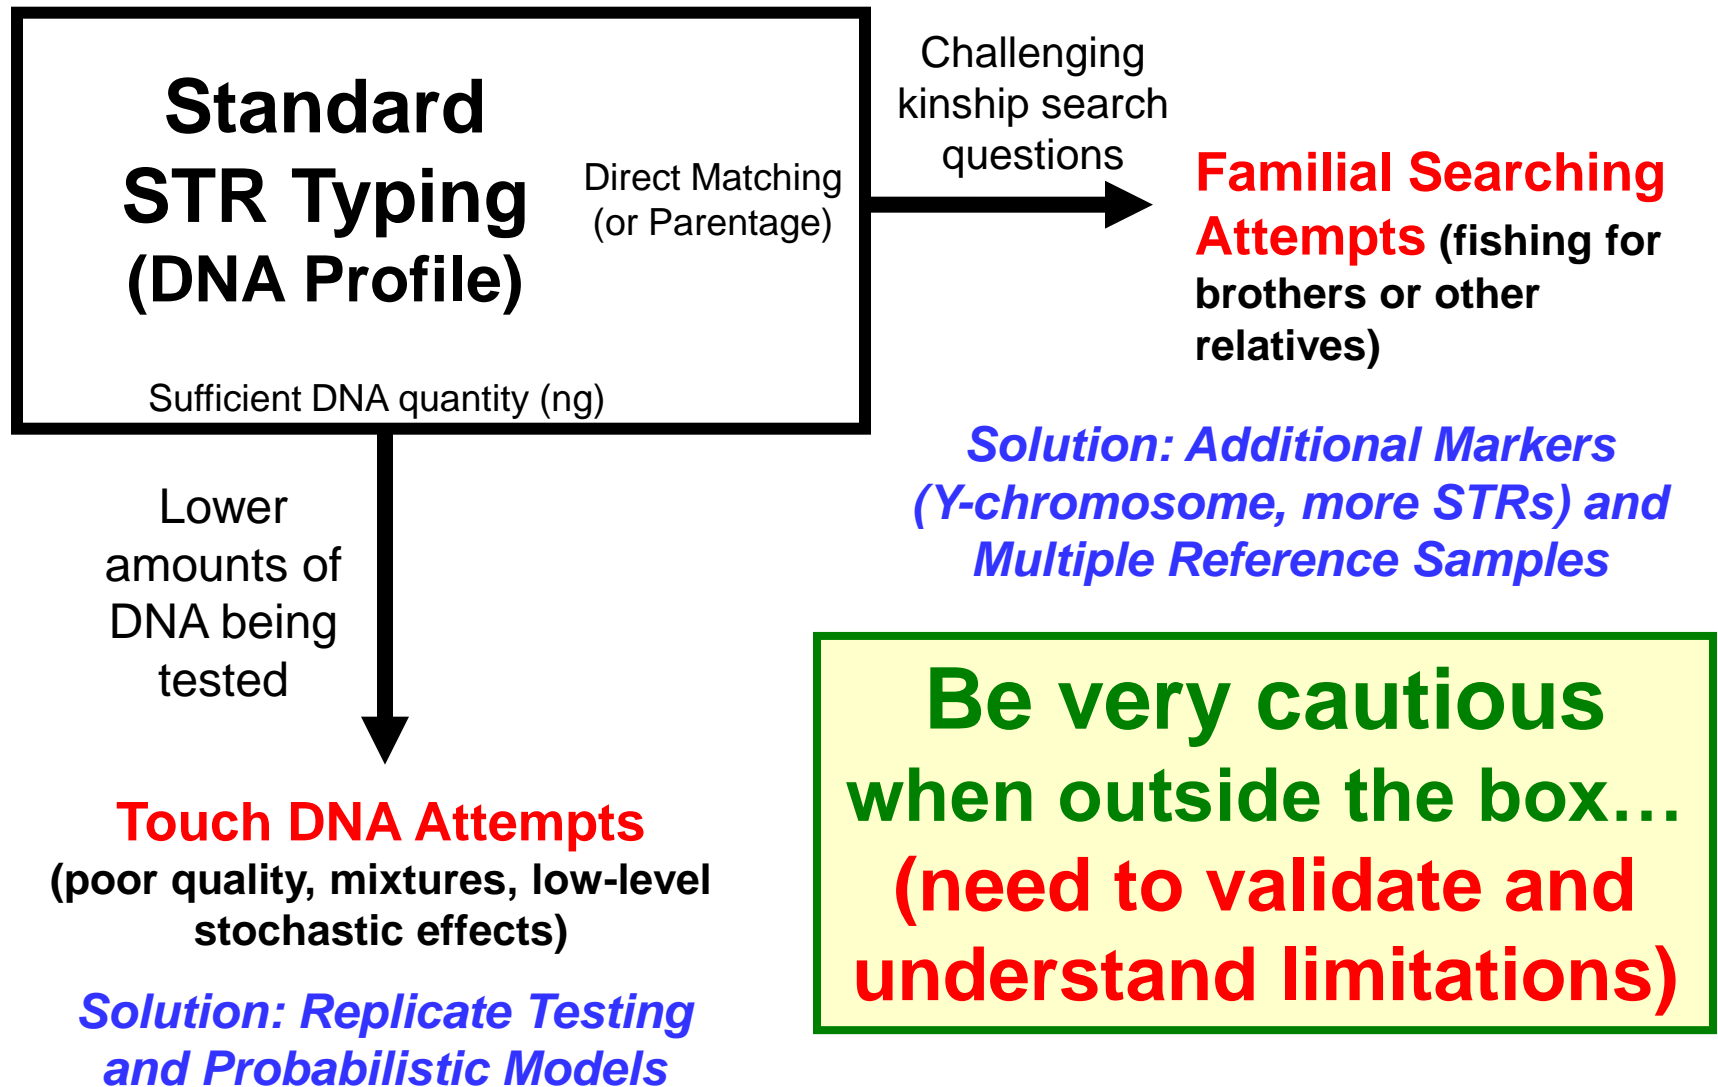 Standard
STR Typing
(DNA Profile)
Direct Matching
(or Parentage)
Sufficient DNA quantity (ng)
Challenging
kinship search
questions
Familial Searching
Attempts (fishing for
brothers or other
relatives)
Solution: Additional Markers
(Y-chromosome, more STRs) and
Multiple Reference Samples
Lower
amounts of
DNA being
tested
Touch DNA Attempts
(poor quality, mixtures, low-level
stochastic effects)
Solution: Replicate Testing
and Probabilistic Models
Be very cautious
when outside the box…
(need to validate and
understand limitations)